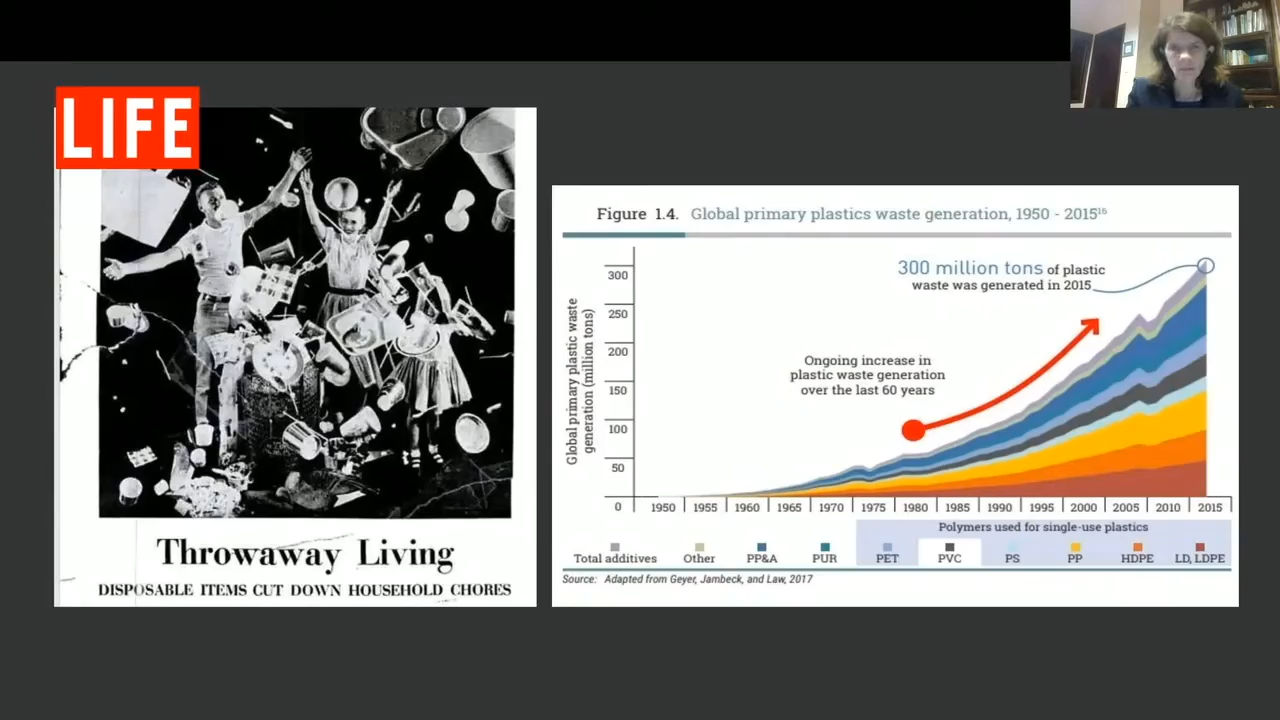 LIFE
Throwaway Living
DISPOSABLE ITEMS CUT DOWN HOUSEHOLD CHORES
Figure 1.4. Global primary plastics waste generation, 1950 - 2015¹⁶
Global primary plastic waste
generation (million tons)
300
250
200
150
100
50
0
300 million tons of plastic
waste was generated in 2015
Ongoing increase in
plastic waste generation
over the last 60 years
1950 1955 1960 1965 1970 1975 1980 1985 1990 1995 2000 2005 2010 2015
Polymers used for single-use plastics
Total additives Other PP&A PUR PET PVC PS PP HDPE LD, LDPE
Source: Adapted from Geyer, Jambeck, and Law, 2017